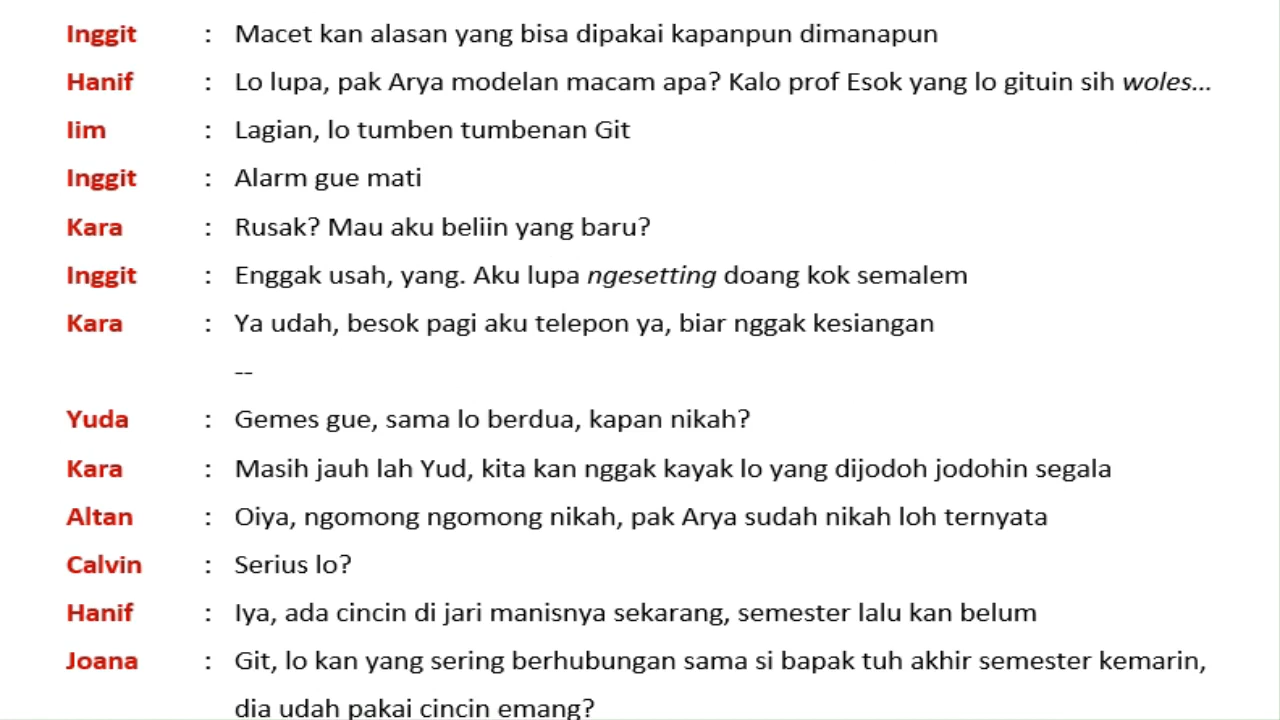 Inggit : Macet kan alasan yang bisa dipakai kapanpun dimanapun
Hanif : Lo lupa, pak Arya modelan macam apa? Kalo prof Esok yang lo gituin sih woles...
Iim : Lagian, lo tumben tumbenan Git
Inggit : Alarm gue mati
Kara : Rusak? Mau aku beliin yang baru?
Inggit : Enggak usah, yang. Aku lupa ngesetting doang kok semalem
Kara : Ya udah, besok pagi aku telepon ya, biar nggak kesiangan
--
Yuda : Gemes gue, sama lo berdua, kapan nikah?
Kara : Masih jauh lah Yud, kita kan nggak kayak lo yang dijodoh jodohin segala
Altan : Oiya, ngomong ngomong nikah, pak Arya sudah nikah loh ternyata
Calvin : Serius lo?
Hanif : Iya, ada cincin di jari manisnya sekarang, semester lalu kan belum
Joana : Git, lo kan yang sering berhubungan sama si bapak tuh akhir semester kemarin,
dia udah pakai cincin emang?